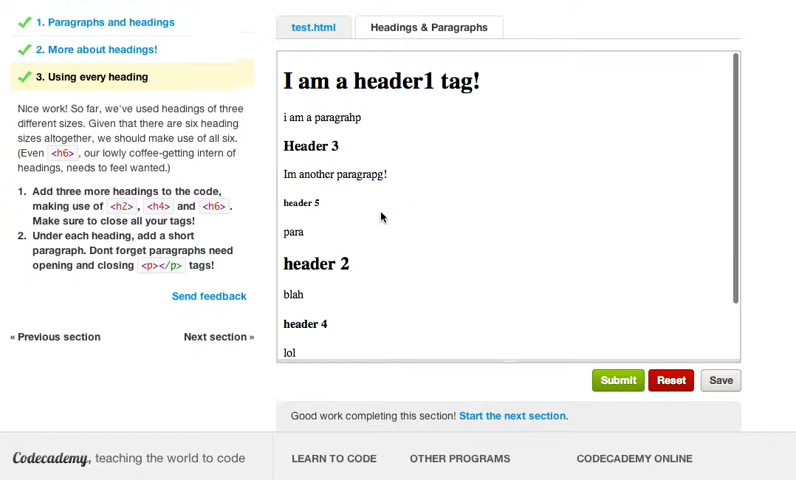 1. Paragraphs and headings
2. More about headings!
3. Using every heading
Nice work! So far, we've used headings of three
different sizes. Given that there are six heading
sizes altogether, we should make use of all six.
(Even <h6>, our lowly coffee-getting intern of
headings, needs to feel wanted.)
1. Add three more headings to the code,
making use of <h2>, <h4> and <h6>.
Make sure to close all your tags!
2. Under each heading, add a short
paragraph. Dont forget paragraphs need
opening and closing <p></p> tags!
Send feedback
« Previous section
Next section »
test.html
Headings & Paragraphs
I am a header1 tag!
i am a paragrahp
Header 3
Im another paragrapg!
header 5
para
header 2
blah
header 4
lol
Submit
Reset
Save
Good work completing this section! Start the next section.
Codecademy, teaching the world to code
LEARN TO CODE
OTHER PROGRAMS
CODECADEMY ONLINE